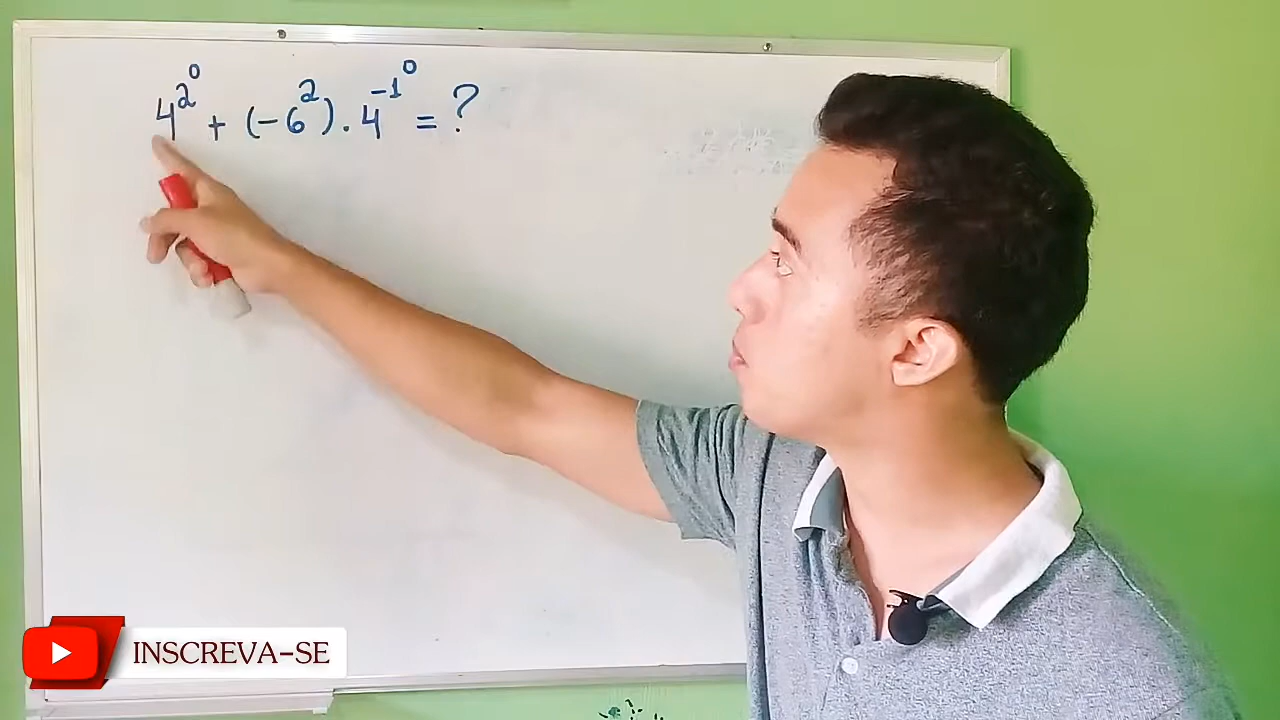 4^2^0 + (-6^2) . 4^-1^0 = ?
INSCREVA-SE